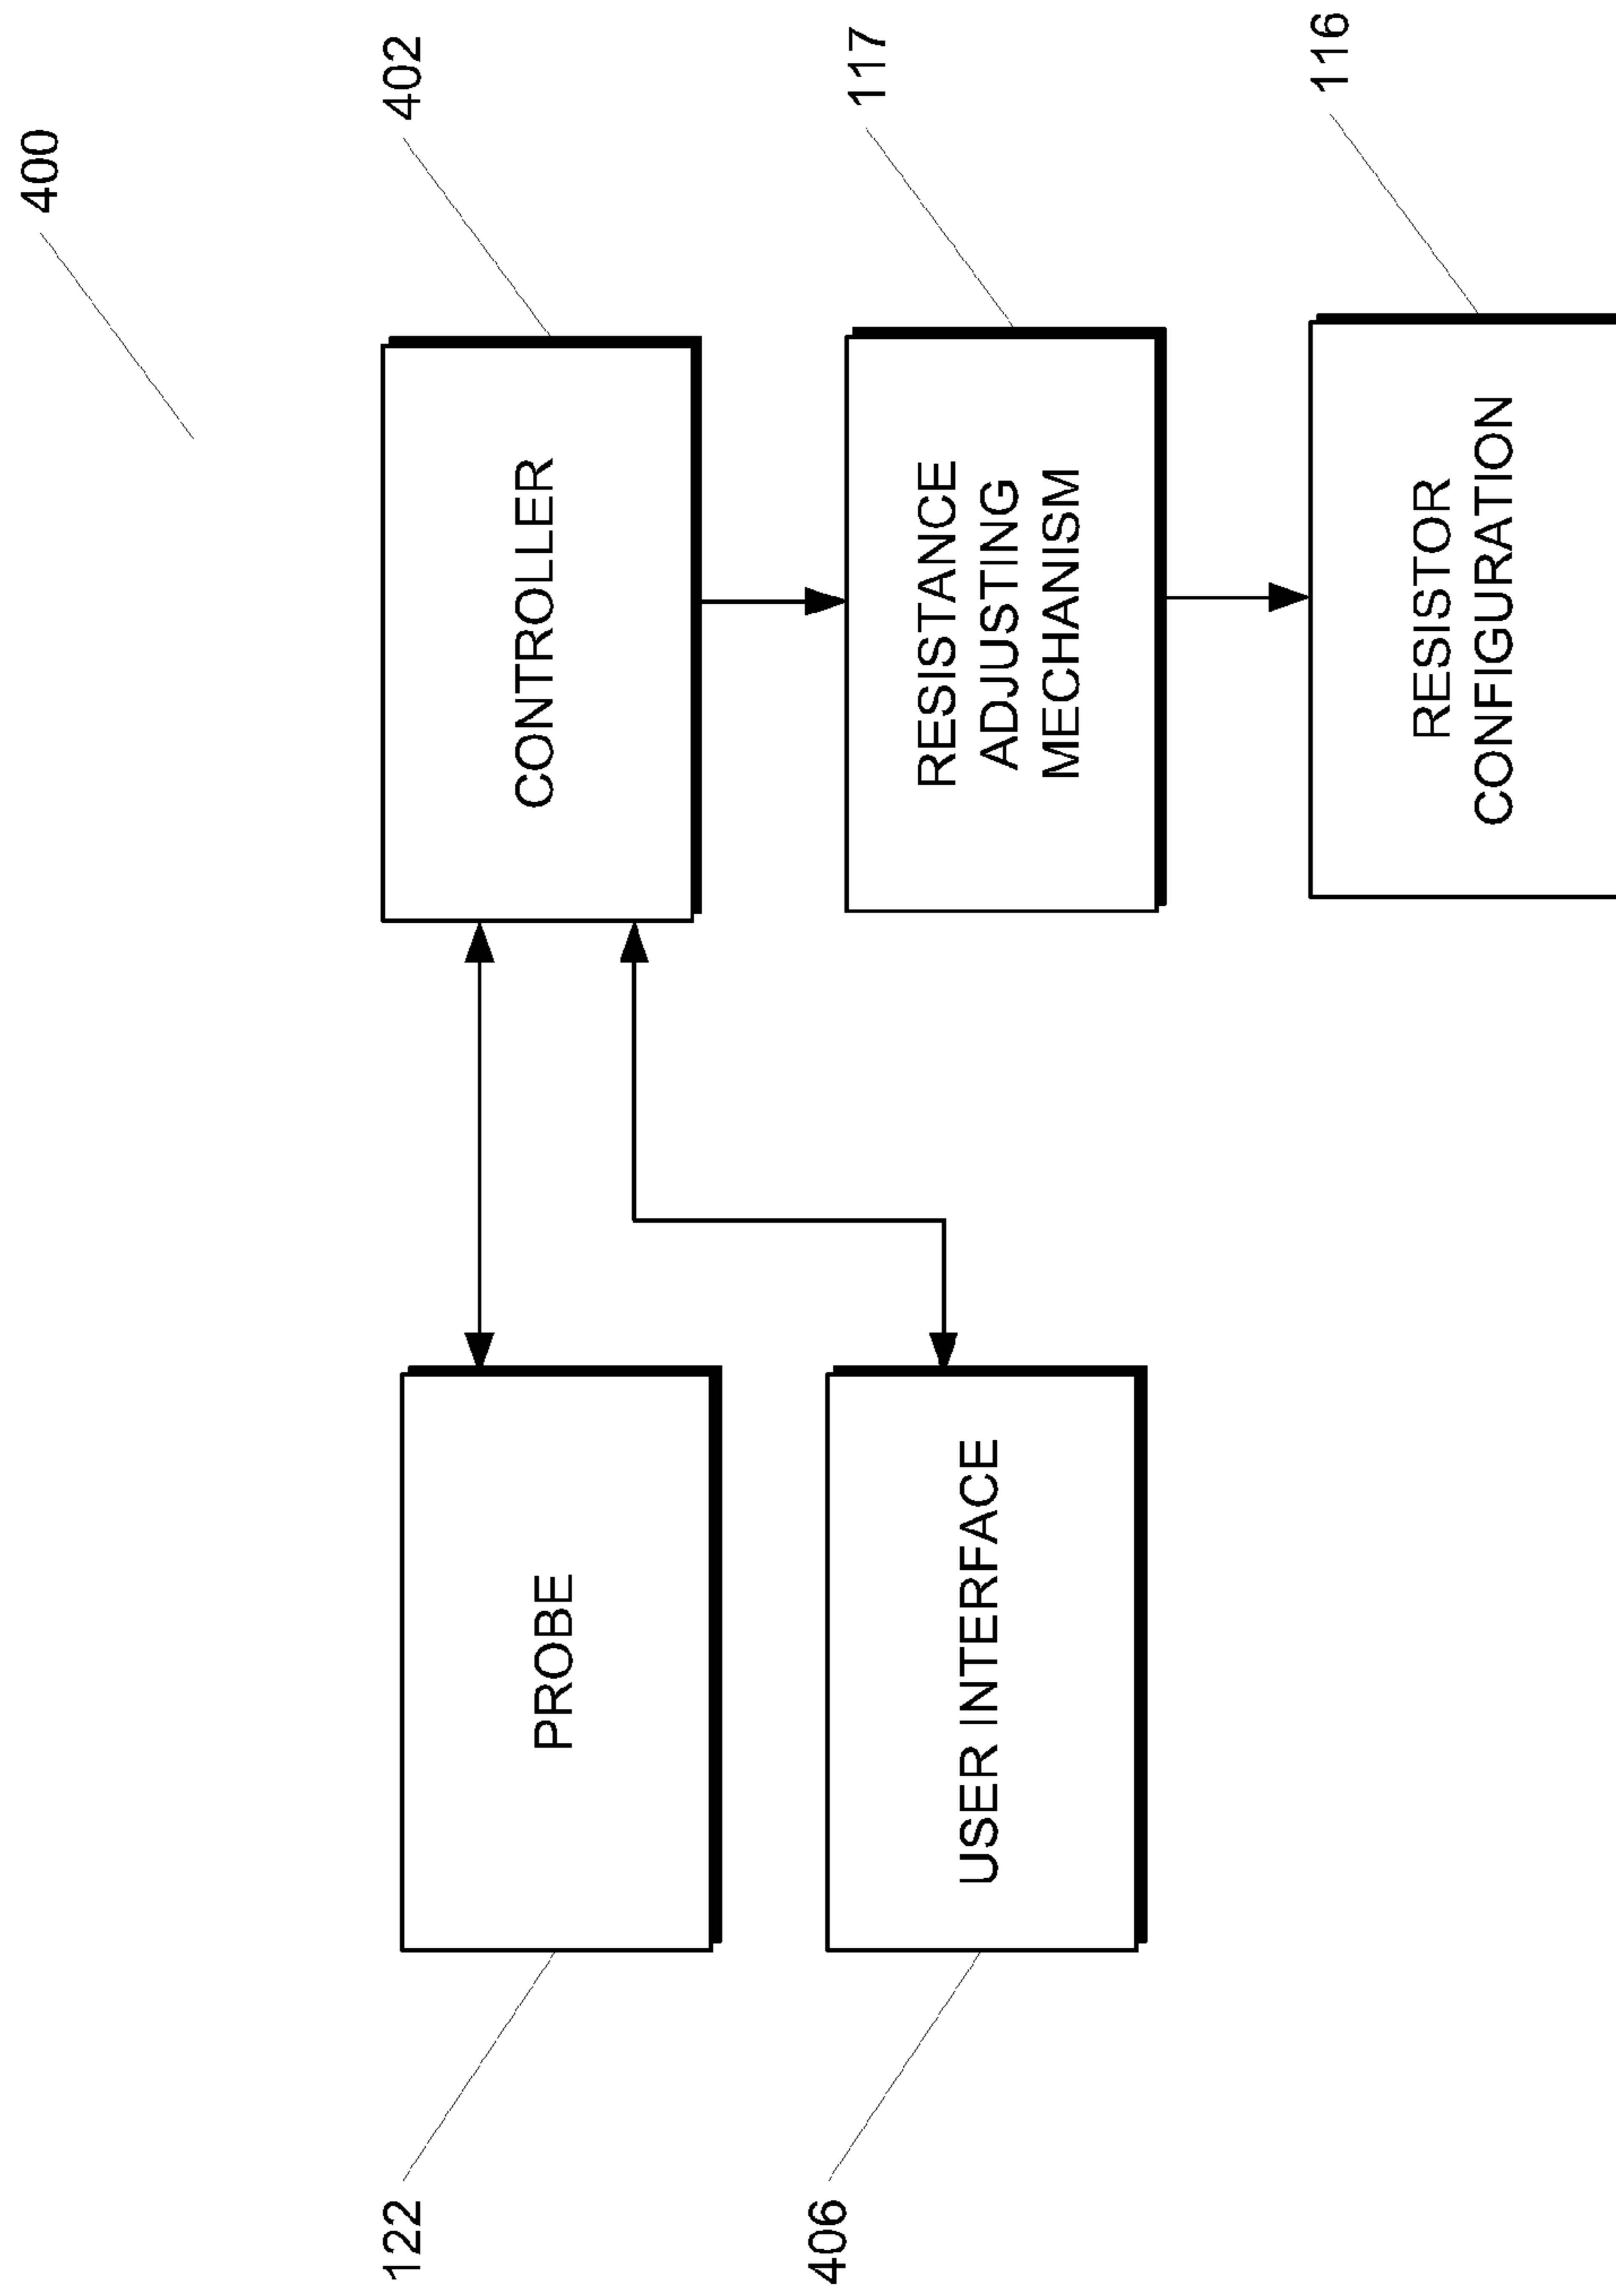 400
402
CONTROLLER
117
RESISTANCE
ADJUSTING
MECHANISM
116
RESISTOR
CONFIGURATION
122
PROBE
406
USER INTERFACE